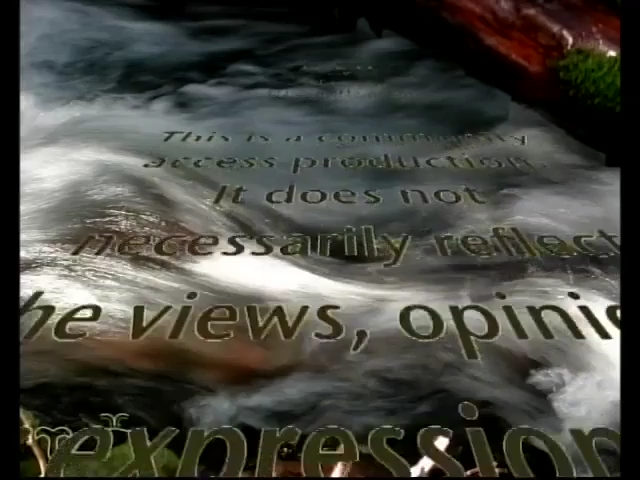 This is a community
access production.
It does not
necessarily reflect
he views, opinio
expression